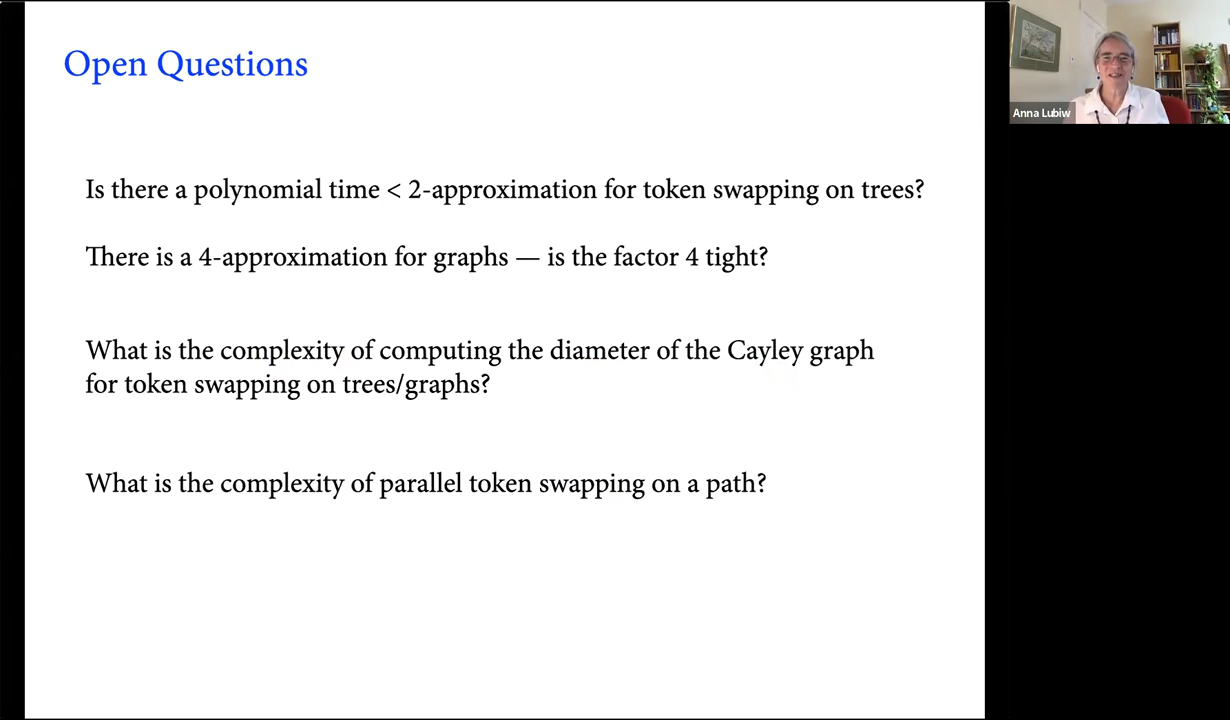 Open Questions
Anna Lubiw
Is there a polynomial time < 2-approximation for token swapping on trees?
There is a 4-approximation for graphs — is the factor 4 tight?
What is the complexity of computing the diameter of the Cayley graph
for token swapping on trees/graphs?
What is the complexity of parallel token swapping on a path?